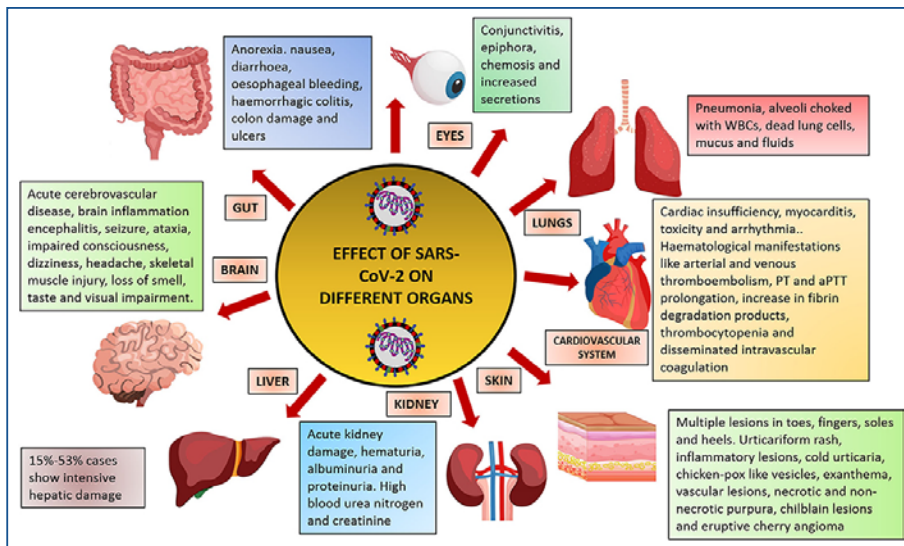 Anorexia. nausea,
diarrhoea,
oesophageal bleeding,
haemorrhagic colitis,
colon damage and
ulcers
Conjunctivitis,
epiphora,
chemosis and
increased
secretions
EYES
Pneumonia, alveoli choked
with WBCs, dead lung cells,
mucus and fluids
LUNGS
GUT
Acute cerebrovascular
disease, brain inflammation
encephalitis, seizure, ataxia,
impaired consciousness,
dizziness, headache, skeletal
muscle injury, loss of smell,
taste and visual impairment.
BRAIN
EFFECT OF SARS-
CoV-2 ON
DIFFERENT ORGANS
Cardiac insufficiency, myocarditis,
toxicity and arrhythmia..
Haematological manifestations
like arterial and venous
thromboembolism, PT and aPTT
prolongation, increase in fibrin
degradation products,
thrombocytopenia and
disseminated intravascular
coagulation
CARDIOVASCULAR
SYSTEM
LIVER
KIDNEY
SKIN
15%-53% cases
show intensive
hepatic damage
Acute kidney
damage, hematuria,
albuminuria and
proteinuria. High
blood urea nitrogen
and creatinine
Multiple lesions in toes, fingers, soles
and heels. Urticariform rash,
inflammatory lesions, cold urticaria,
chicken-pox like vesicles, exanthema,
vascular lesions, necrotic and non-
necrotic purpura, chilblain lesions
and eruptive cherry angioma